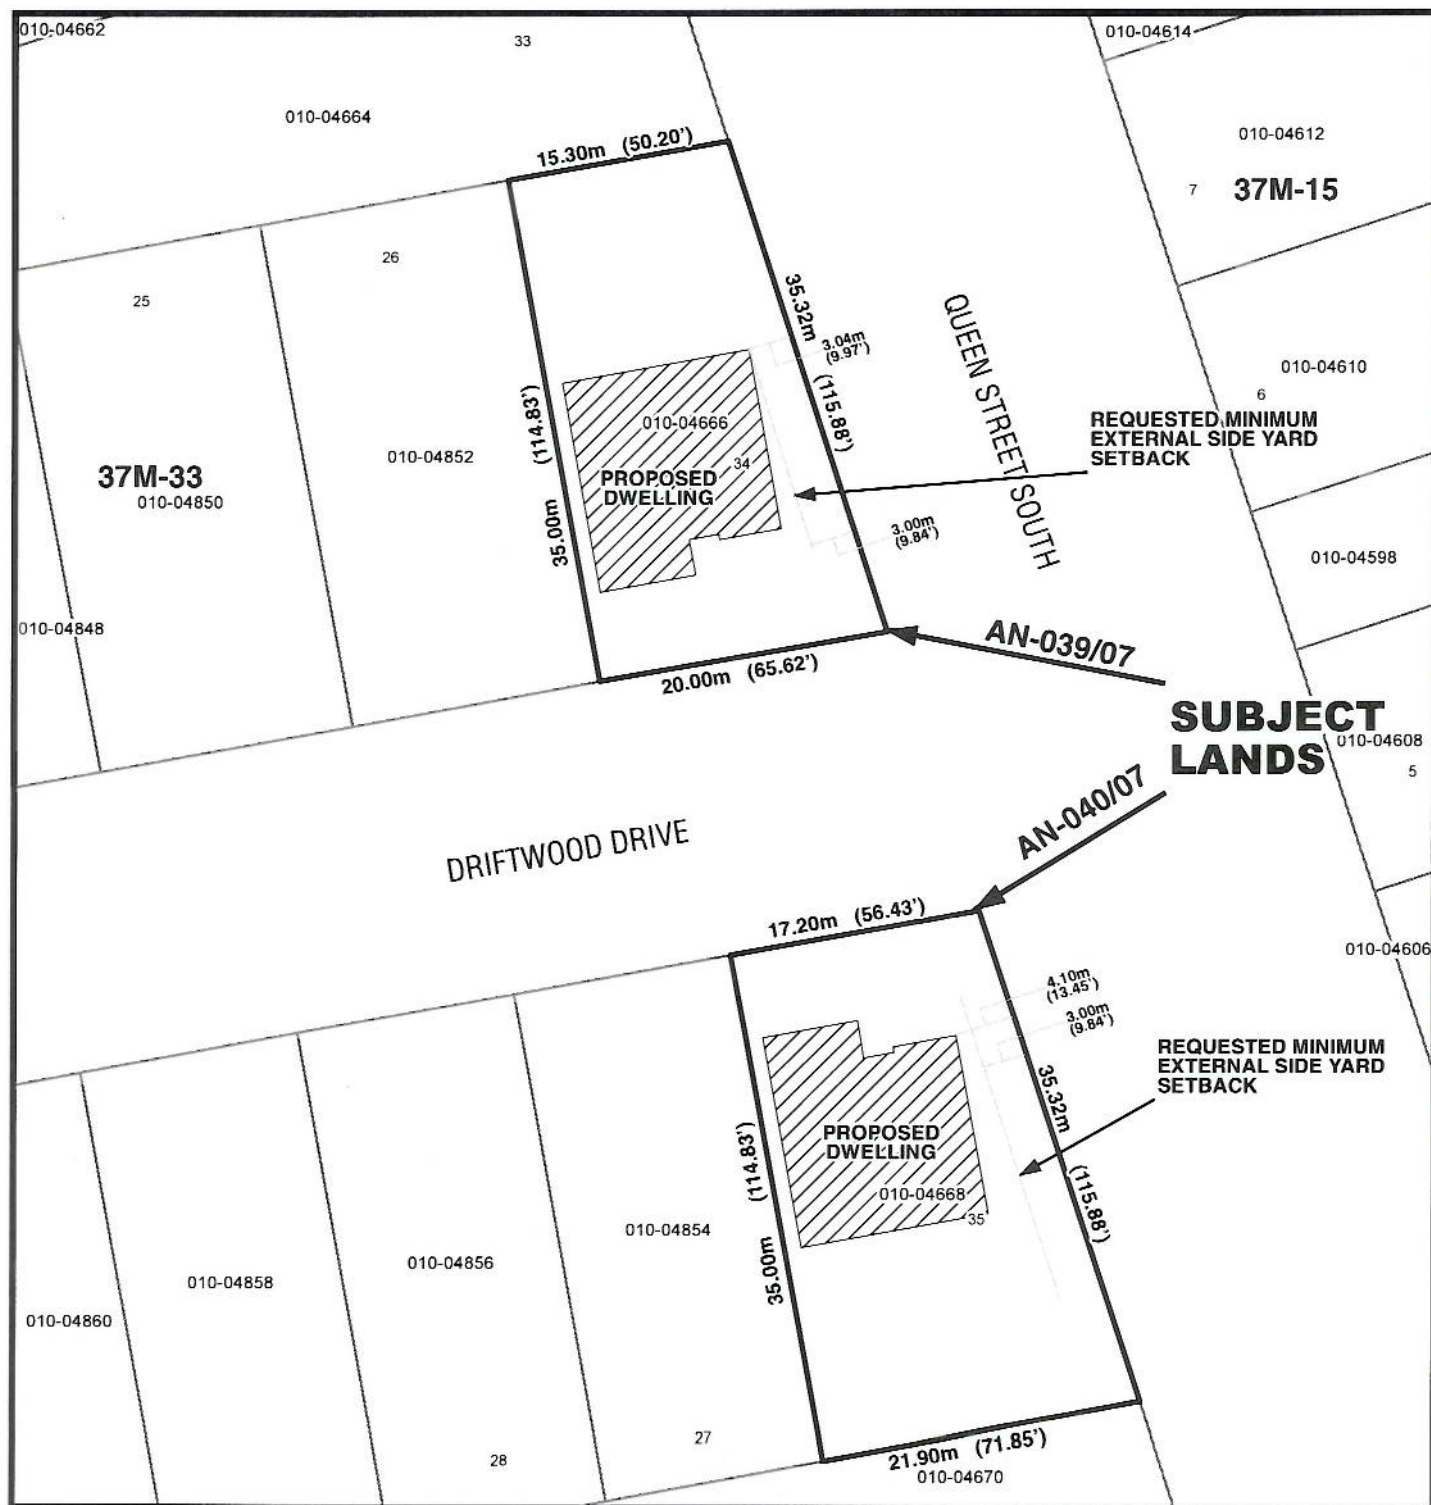 010-04662
33
010-04614
010-04664
15.30m (50.20')
010-04612
7
37M-15
26
25
35.32m
(115.88')
3.04m
(9.97')
QUEEN STREET SOUTH
010-04610
6
REQUESTED MINIMUM
EXTERNAL SIDE YARD
SETBACK
010-04666
34
PROPOSED
DWELLING
(114.83')
35.00m
010-04852
37M-33
010-04850
3.00m
(9.84')
010-04598
010-04848
AN-039/07
20.00m (65.62')
SUBJECT
LANDS
010-04608
5
AN-040/07
DRIFTWOOD DRIVE
17.20m (56.43')
010-04606
4.10m
(13.45')
3.00m
(9.84')
REQUESTED MINIMUM
EXTERNAL SIDE YARD
SETBACK
35.32m
(115.88')
PROPOSED
DWELLING
010-04668
35
(114.83')
35.00m
010-04854
010-04856
010-04858
010-04860
27
28
21.90m (71.85')
010-04670